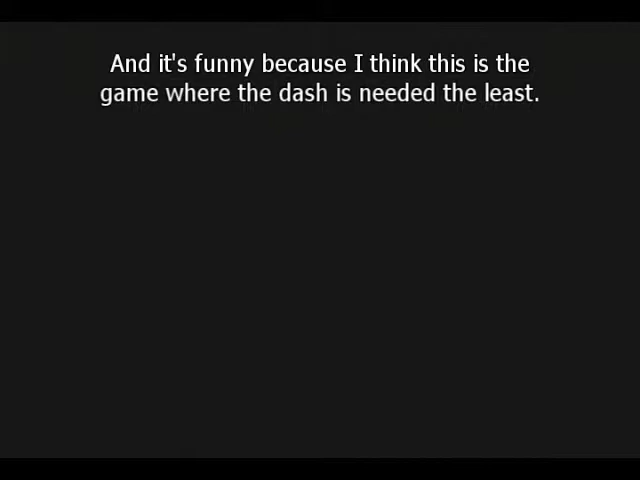 And it's funny because I think this is the
game where the dash is needed the least.